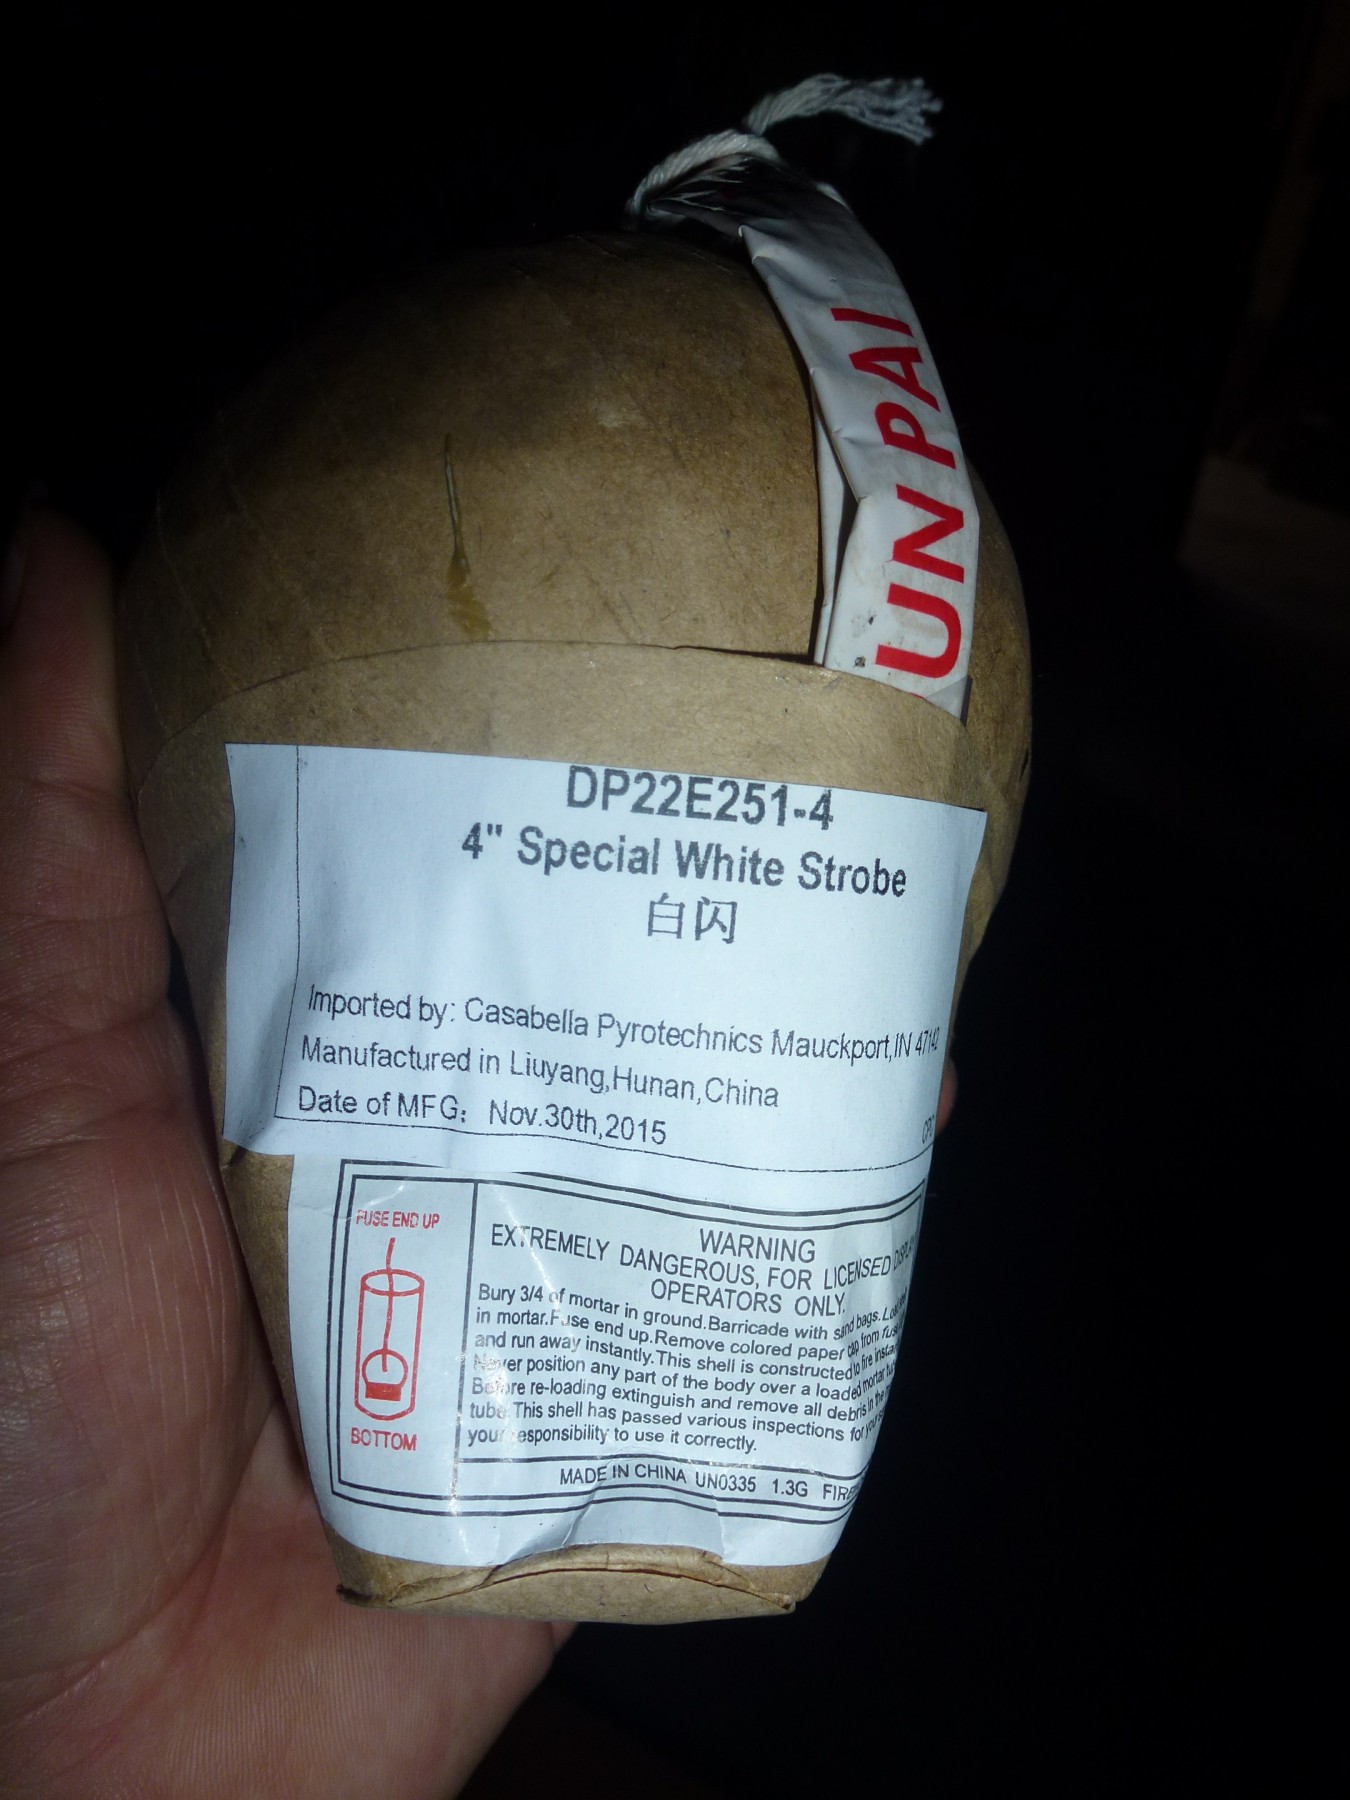 UN PAI
DP22E251-4
4" Special White Strobe
白闪
Imported by: Casabella Pyrotechnics Mauckport,IN 47142
Manufactured in Liuyang,Hunan,China
Date of MFG: Nov.30th,2015
FUSE END UP
BOTTOM
WARNING
EXTREMELY DANGEROUS, FOR LICENSED
OPERATORS ONLY.
Bury 3/4 of mortar in ground.Barricade with sand bags.
in mortar.Fuse end up.Remove colored paper cap from
and run away instantly.This shell is constructed to fire
Never position any part of the body over a loaded mortar
Before re-loading extinguish and remove all debris in the
tube.This shell has passed various inspections for
responsibility to use it correctly.
MADE IN CHINA UN0335 1.3G